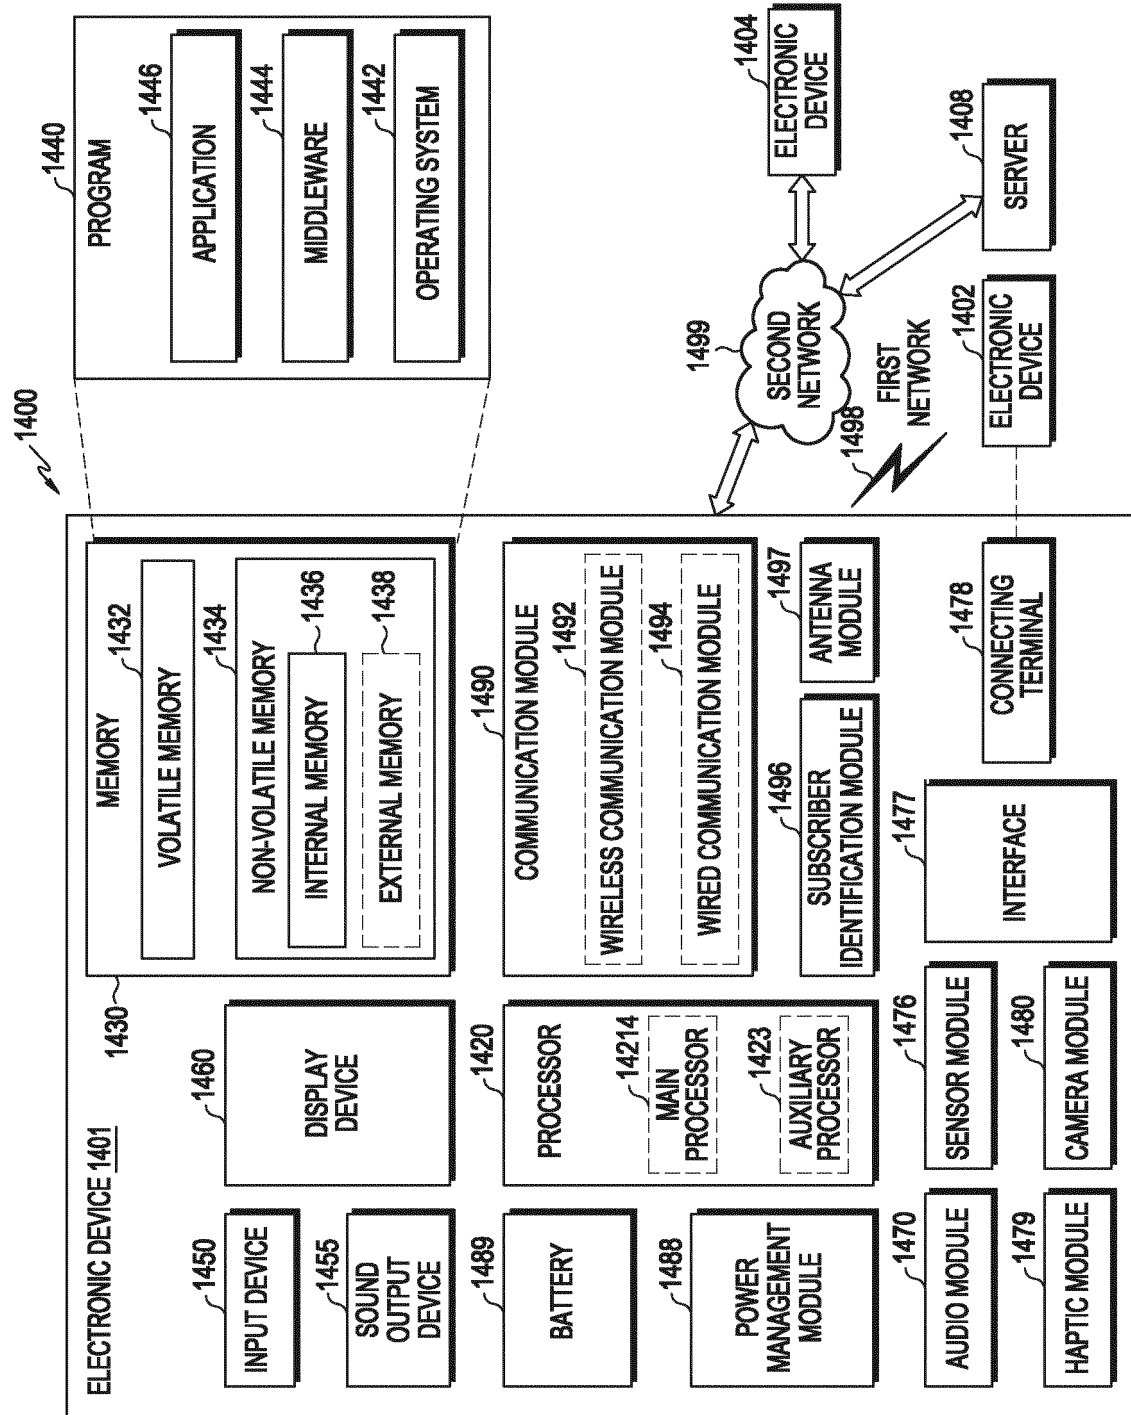 1400
ELECTRONIC DEVICE 1401
1450
INPUT DEVICE
1455
SOUND
OUTPUT
DEVICE
1489
BATTERY
1488
POWER
MANAGEMENT
MODULE
1470
AUDIO MODULE
1479
HAPTIC MODULE
1460
DISPLAY
DEVICE
1420
PROCESSOR
14214
MAIN
PROCESSOR
1423
AUXILIARY
PROCESSOR
1476
SENSOR MODULE
1480
CAMERA MODULE
1430
MEMORY
1432
VOLATILE MEMORY
1434
NON-VOLATILE MEMORY
1436
INTERNAL MEMORY
1438
EXTERNAL MEMORY
1490
COMMUNICATION MODULE
1492
WIRELESS COMMUNICATION MODULE
1494
WIRED COMMUNICATION MODULE
1496
SUBSCRIBER
IDENTIFICATION MODULE
1497
ANTENNA
MODULE
1477
INTERFACE
1478
CONNECTING
TERMINAL
1440
PROGRAM
1446
APPLICATION
1444
MIDDLEWARE
1442
OPERATING SYSTEM
1499
SECOND
NETWORK
1498
FIRST
NETWORK
1404
ELECTRONIC
DEVICE
1408
SERVER
1402
ELECTRONIC
DEVICE